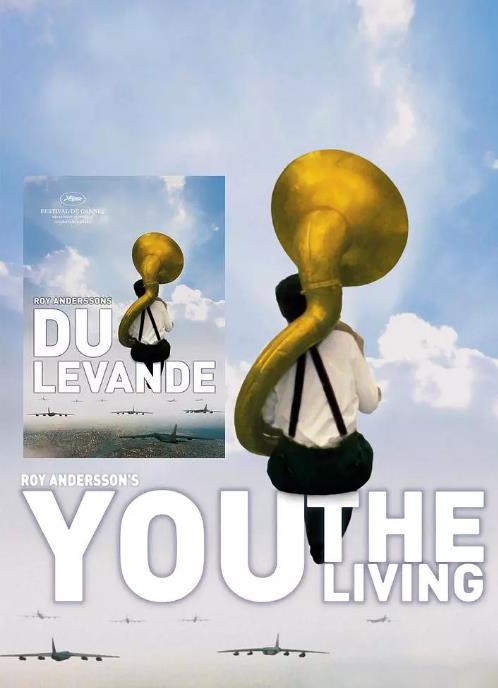 FESTIVAL DE CANNES
ROY ANDERSSONS
DU
LEVANDE
ROY ANDERSSON'S
YOU THE
LIVING